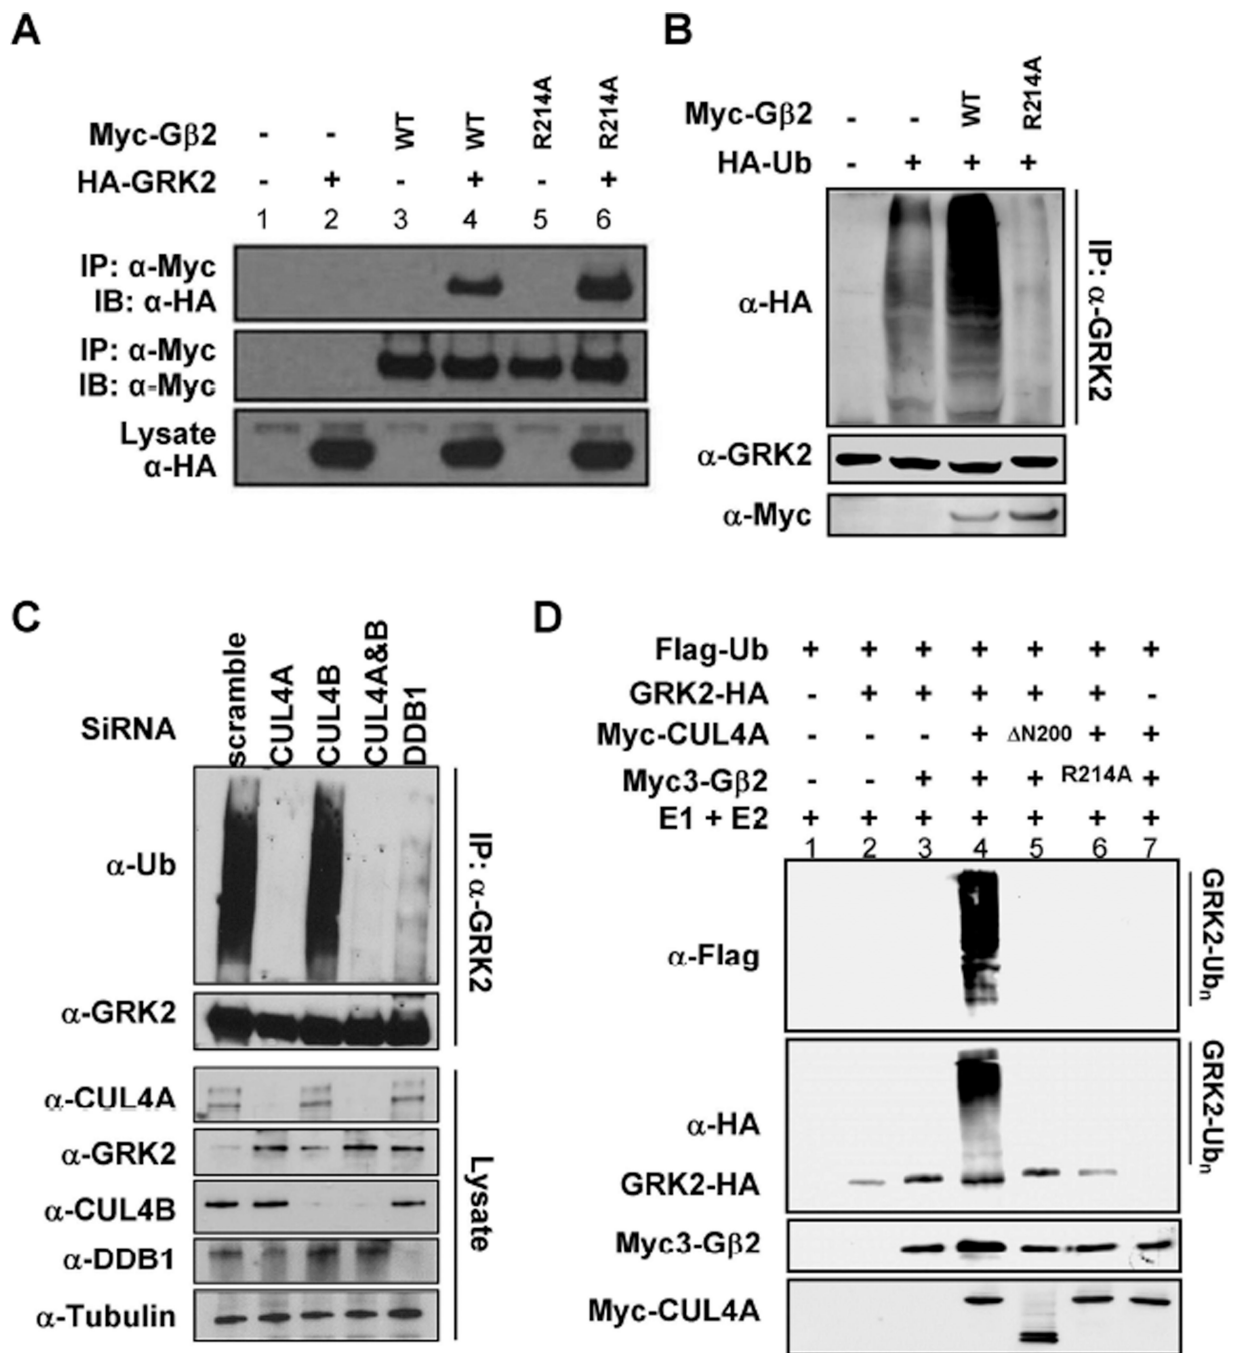 A
Myc-Gβ2 - - WT WT R214A R214A
HA-GRK2 - + - + - +
1 2 3 4 5 6
IP: α-Myc
IB: α-HA
IP: α-Myc
IB: α-Myc
Lysate
α-HA
B
Myc-Gβ2 - - WT R214A
HA-Ub - + + +
α-HA
IP: α-GRK2
α-GRK2
α-Myc
C
SiRNA scramble CUL4A CUL4B CUL4A&B DDB1
α-Ub
IP: α-GRK2
α-GRK2
α-CUL4A
α-GRK2
α-CUL4B
Lysate
α-DDB1
α-Tubulin
D
Flag-Ub + + + + + + +
GRK2-HA - + + + + + -
Myc-CUL4A - - - + ΔN200 + +
Myc3-Gβ2 - - + + + R214A +
E1 + E2 + + + + + + +
1 2 3 4 5 6 7
α-Flag
GRK2-Ubn
α-HA
GRK2-Ubn
GRK2-HA
Myc3-Gβ2
Myc-CUL4A